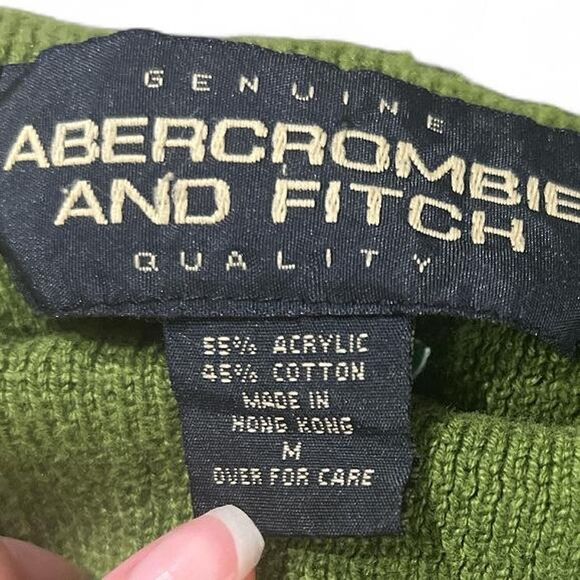 GENUINE
ABERCROMBIE
AND FITCH
QUALITY
55% ACRYLIC
45% COTTON
MADE IN
HONG KONG
M
OVER FOR CARE